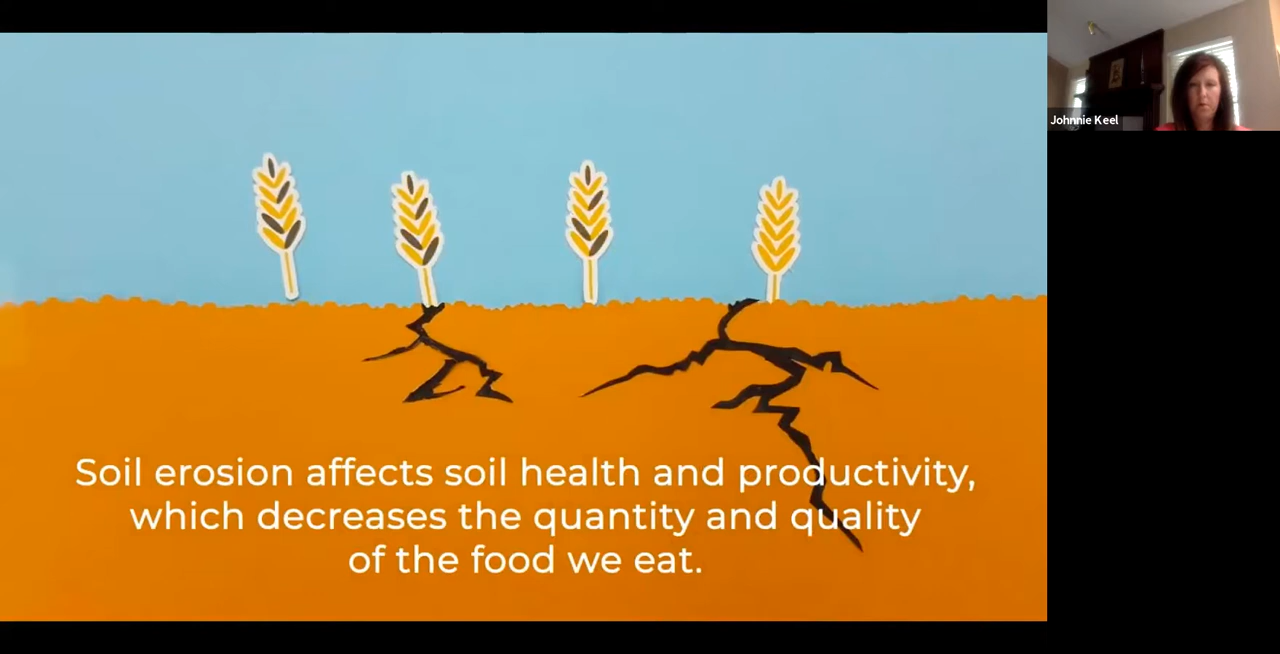 Johnnie Keel
Soil erosion affects soil health and productivity,
which decreases the quantity and quality
of the food we eat.